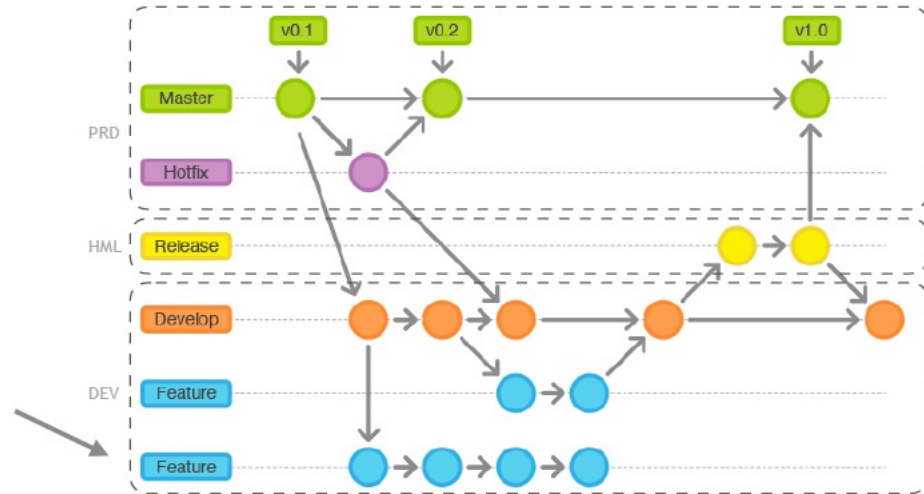 v0.1
v0.2
v1.0
Master
PRD
Hotfix
HML
Release
Develop
DEV
Feature
Feature